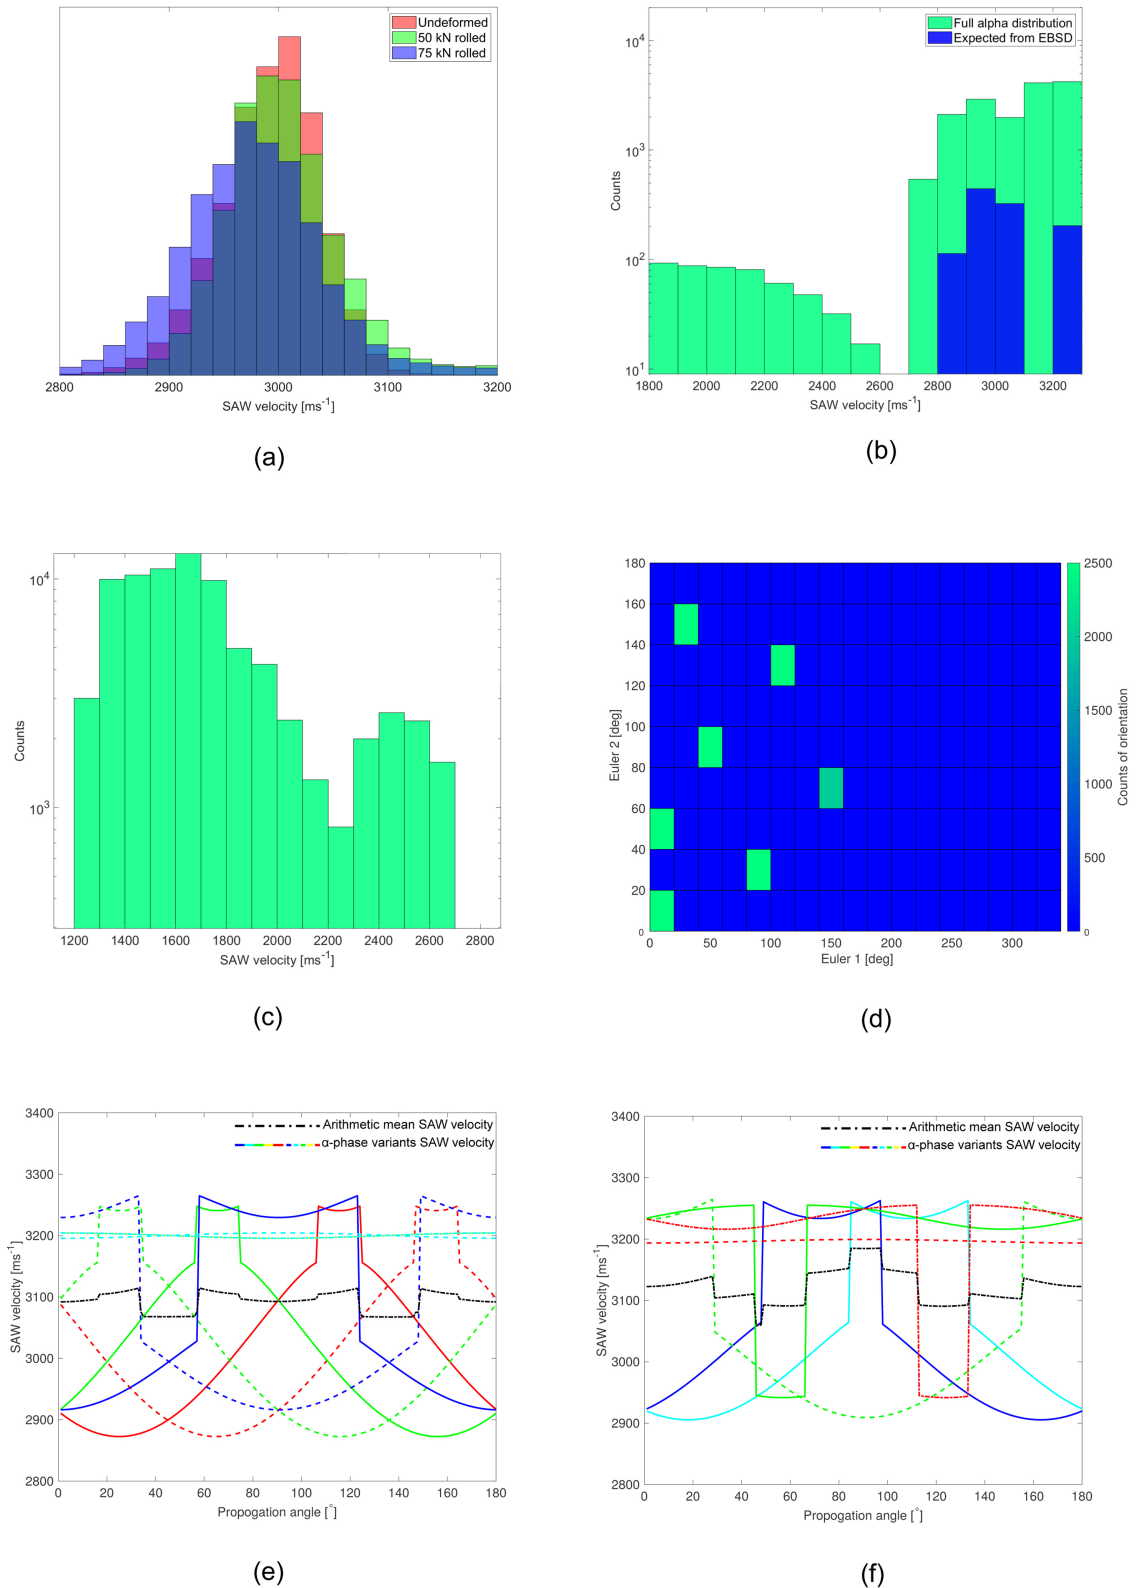 Undeformed
50 kN rolled
75 kN rolled
2800 2900 3000 3100 3200
SAW velocity [ms-1]
(a)
Full alpha distribution
Expected from EBSD
10^4
10^3
10^2
10^1
Counts
1800 2000 2200 2400 2600 2800 3000 3200
SAW velocity [ms-1]
(b)
10^4
10^3
Counts
1200 1400 1600 1800 2000 2200 2400 2600 2800
SAW velocity [ms-1]
(c)
180
160
140
120
100
80
60
40
20
0
Euler 2 [deg]
0 50 100 150 200 250 300
Euler 1 [deg]
2500
2000
1500
1000
500
0
Counts of orientation
(d)
3400
3300
3200
3100
3000
2900
2800
SAW velocity [ms-1]
Arithmetic mean SAW velocity
α-phase variants SAW velocity
0 20 40 60 80 100 120 140 160 180
Propogation angle [°]
(e)
3400
3300
3200
3100
3000
2900
2800
SAW velocity [ms-1]
Arithmetic mean SAW velocity
α-phase variants SAW velocity
0 20 40 60 80 100 120 140 160 180
Propogation angle [°]
(f)